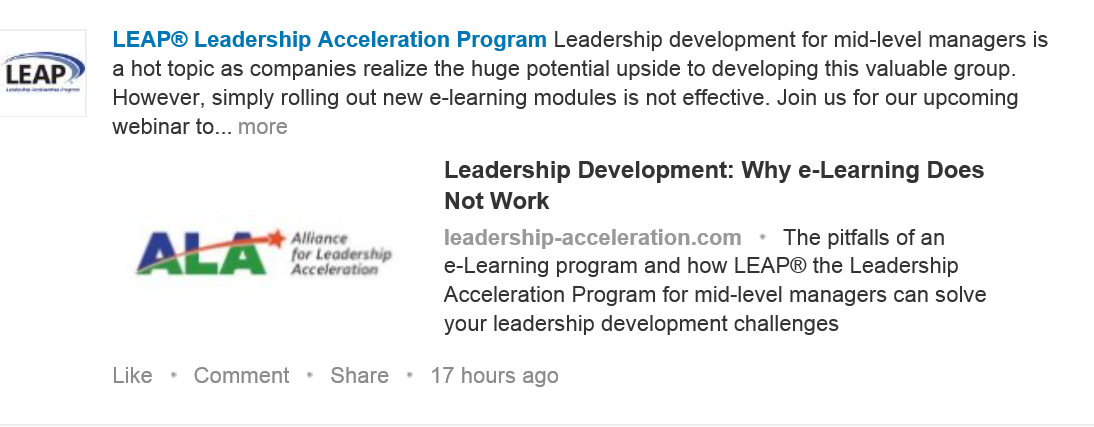 LEAP® Leadership Acceleration Program Leadership development for mid-level managers is
a hot topic as companies realize the huge potential upside to developing this valuable group.
However, simply rolling out new e-learning modules is not effective. Join us for our upcoming
webinar to... more
LEAP
Leadership Acceleration Program
Leadership Development: Why e-Learning Does
Not Work
ALA
Alliance
for Leadership
Acceleration
leadership-acceleration.com • The pitfalls of an
e-Learning program and how LEAP® the Leadership
Acceleration Program for mid-level managers can solve
your leadership development challenges
Like • Comment • Share • 17 hours ago